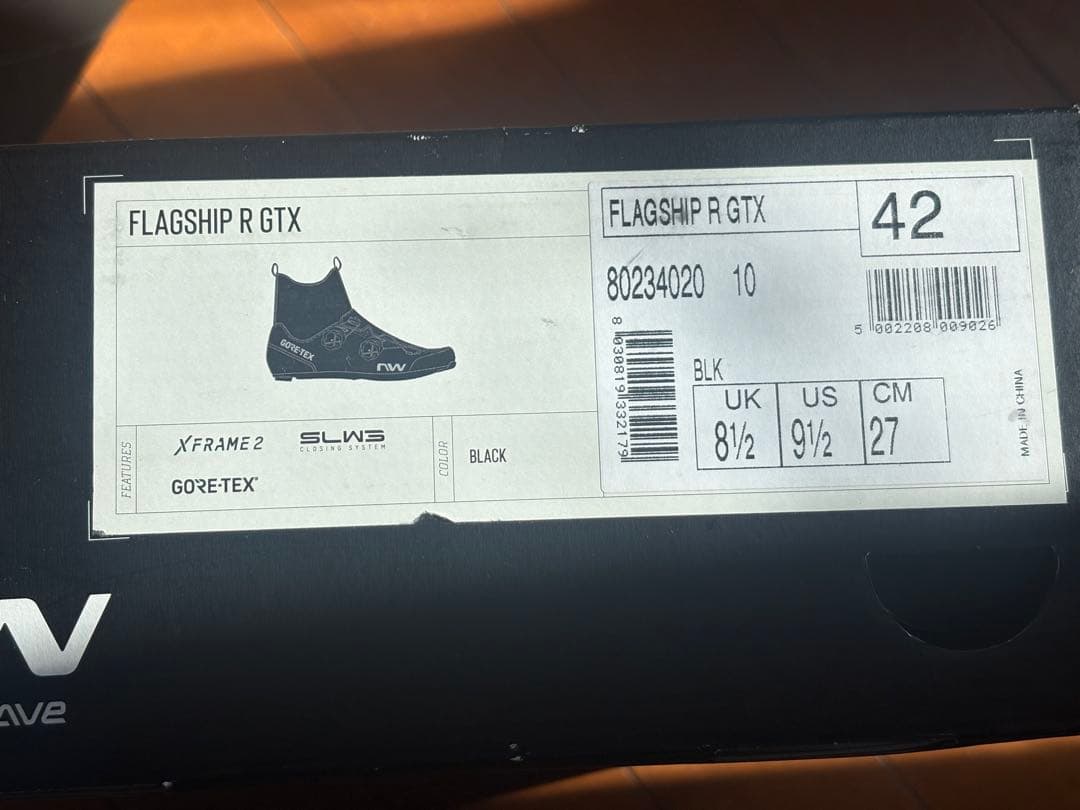 FLAGSHIP R GTX
GORE-TEX
NW
FEATURES
XFRAME 2
SLW3
CLOSING SYSTEM
GORE-TEX
COLOR
BLACK
FLAGSHIP R GTX
42
80234020 10
5 002208 009026
8 030819 332179
BLK
UK US CM
8½ 9½ 27
MADE IN CHINA
W
AVE